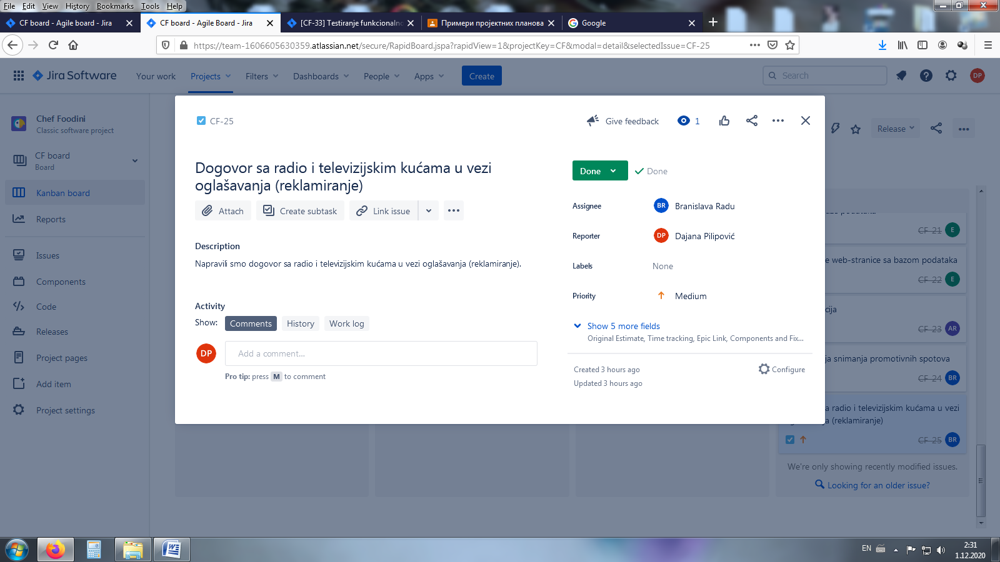 File Edit View History Bookmarks Tools Help
CF board - Agile board - Jira
CF board - Agile Board - Jira
[CF-33] Testiranje funkcionalno
Примери пројектних планова
Google
https://team-1606605630359.atlassian.net/secure/RapidBoard.jspa?rapidView=1&projectKey=CF&modal=detail&selectedIssue=CF-25
Jira Software
Your work
Projects
Filters
Dashboards
People
Apps
Create
Search
DP
Chef Foodini
Classic software project
CF board
Board
Kanban board
Reports
Issues
Components
Code
Releases
Project pages
Add item
Project settings
CF-25
Give feedback
1
Dogovor sa radio i televizijskim kućama u vezi
oglašavanja (reklamiranje)
Attach
Create subtask
Link issue
Description
Napravili smo dogovor sa radio i televizijskim kućama u vezi oglašavanja (reklamiranje).
Activity
Show:
Comments
History
Work log
DP
Add a comment...
Pro tip: press M to comment
Done
Done
Assignee
BR
Branislava Radu
Reporter
DP
Dajana Pilipović
Labels
None
Priority
Medium
Show 5 more fields
Original Estimate, Time tracking, Epic Link, Components and Fix...
Created 3 hours ago
Updated 3 hours ago
Configure
Release
CF-21
E
e web-stranice sa bazom podataka
CF-22
E
cija
CF-23
AR
ja snimanja promotivnih spotova
CF-24
BR
a radio i televizijskim kućama u vezi
ja (reklamiranje)
CF-25
BR
We're only showing recently modified issues.
Looking for an older issue?
EN
2:31
1.12.2020